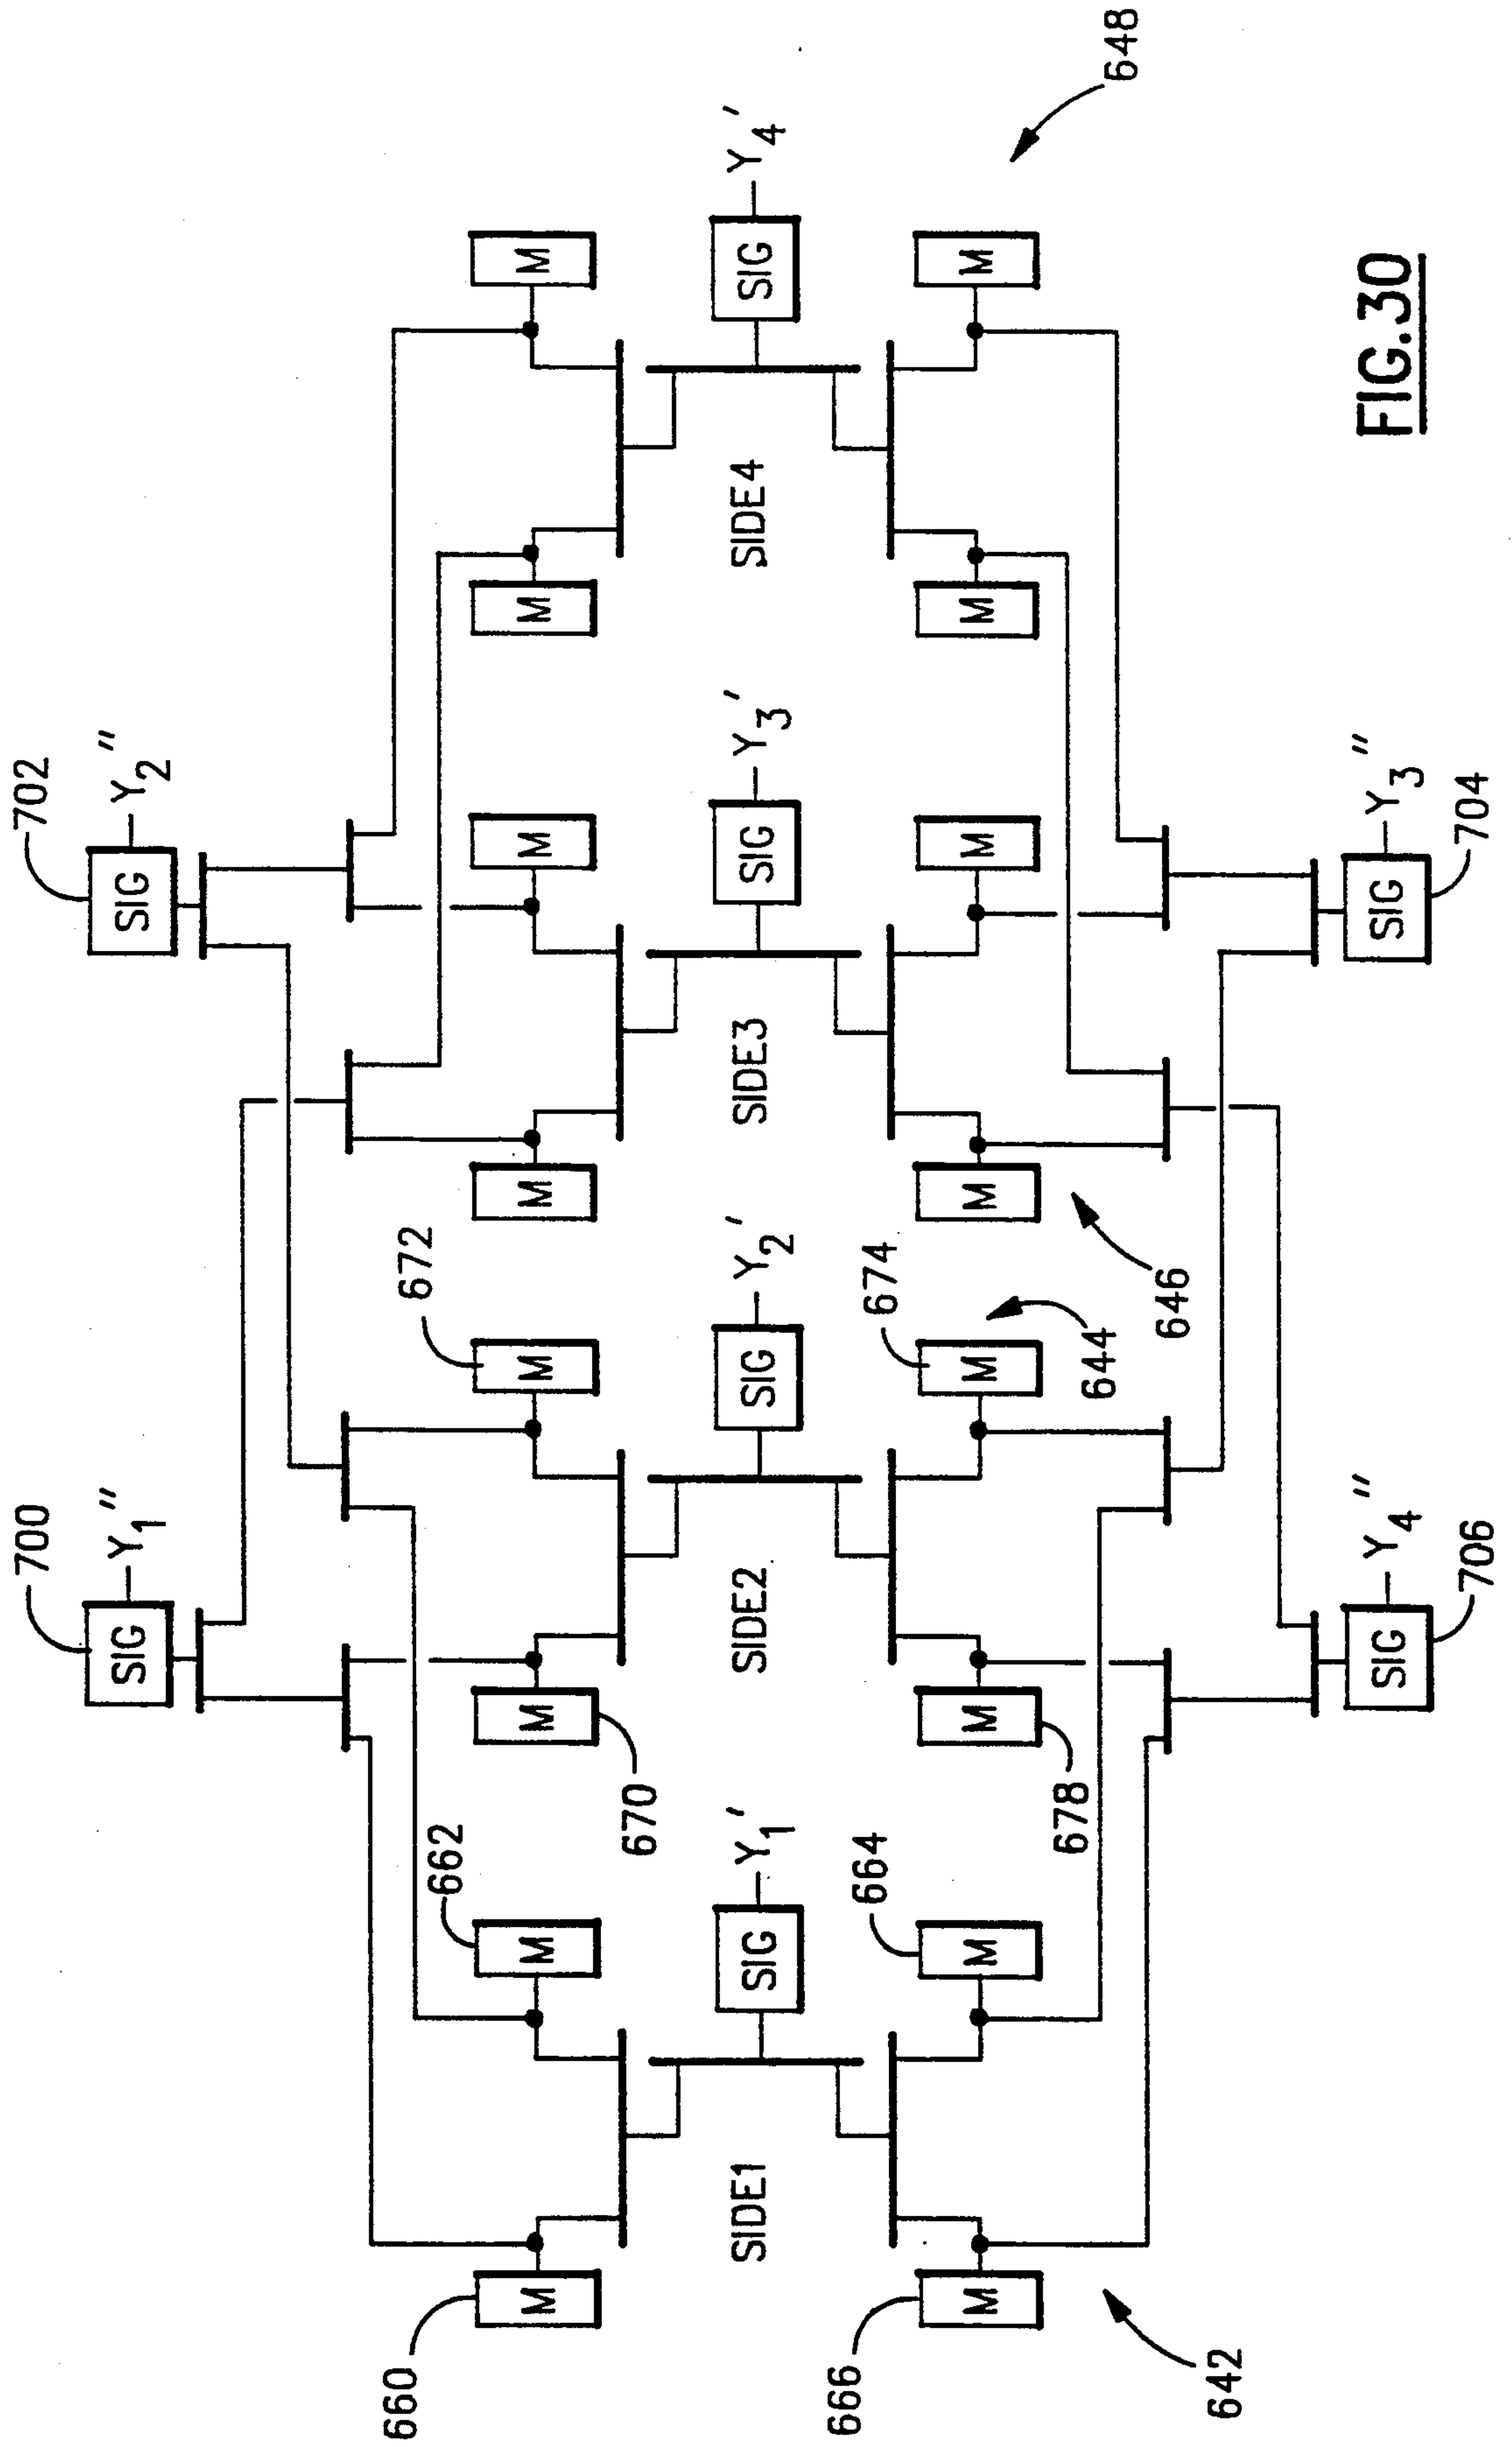 700
702
SIG Y1''
SIG Y2''
660
662
670
672
M
M
M
M
M
M
M
M
SIDE1
SIG Y1'
SIDE2
SIG Y2'
SIDE3
SIG Y3'
SIDE4
SIG Y4'
666
664
678
674
M
M
M
M
M
M
M
M
642
644
646
648
SIG Y4''
SIG Y3''
706
704
FIG.30